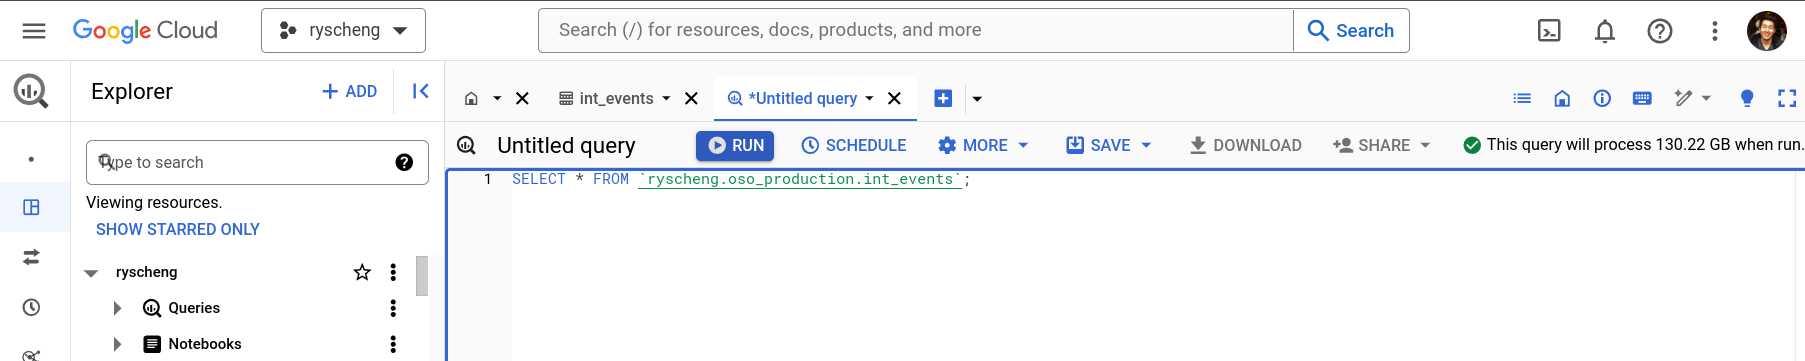 Google Cloud
ryscheng
Search (/) for resources, docs, products, and more
Search
Explorer
+ ADD
int_events
*Untitled query
Untitled query
RUN
SCHEDULE
MORE
SAVE
DOWNLOAD
SHARE
This query will process 130.22 GB when run.
Type to search
Viewing resources.
SHOW STARRED ONLY
ryscheng
Queries
Notebooks
1 SELECT * FROM `ryscheng.oso_production.int_events`;